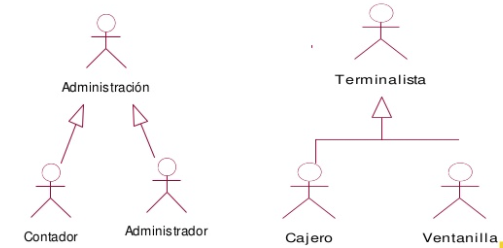 Administración
Terminalista
Contador
Administrador
Cajero
Ventanilla